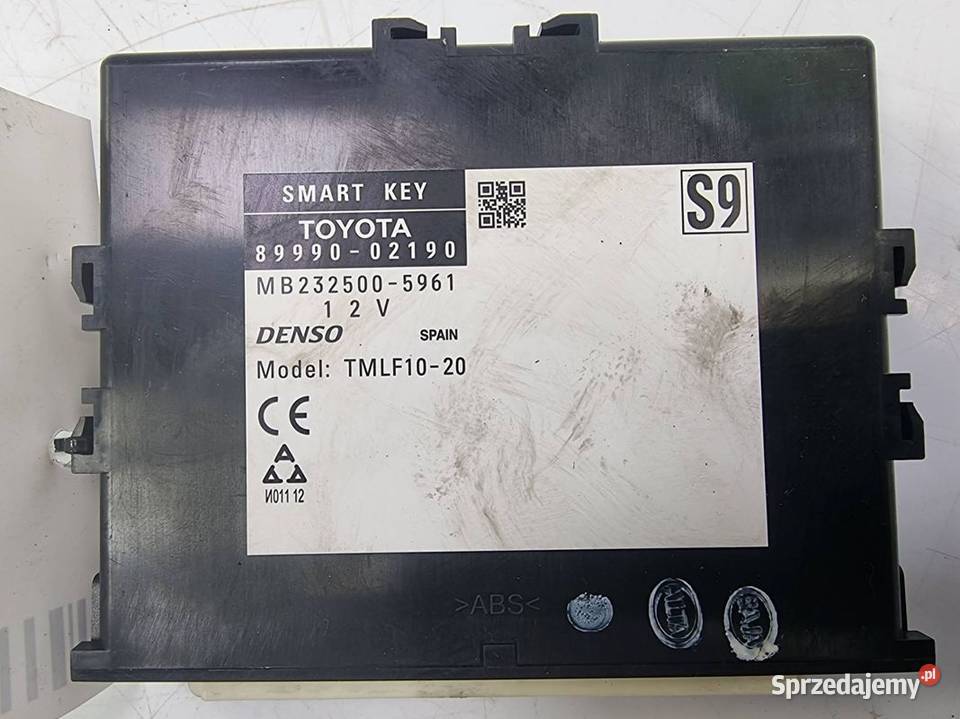 SMART KEY
S9
TOYOTA
89990-02190
MB232500-5961
12V
DENSO SPAIN
Model: TMLF10-20
CE
A
И011 12
>ABS<
Sprzedajemy.pl